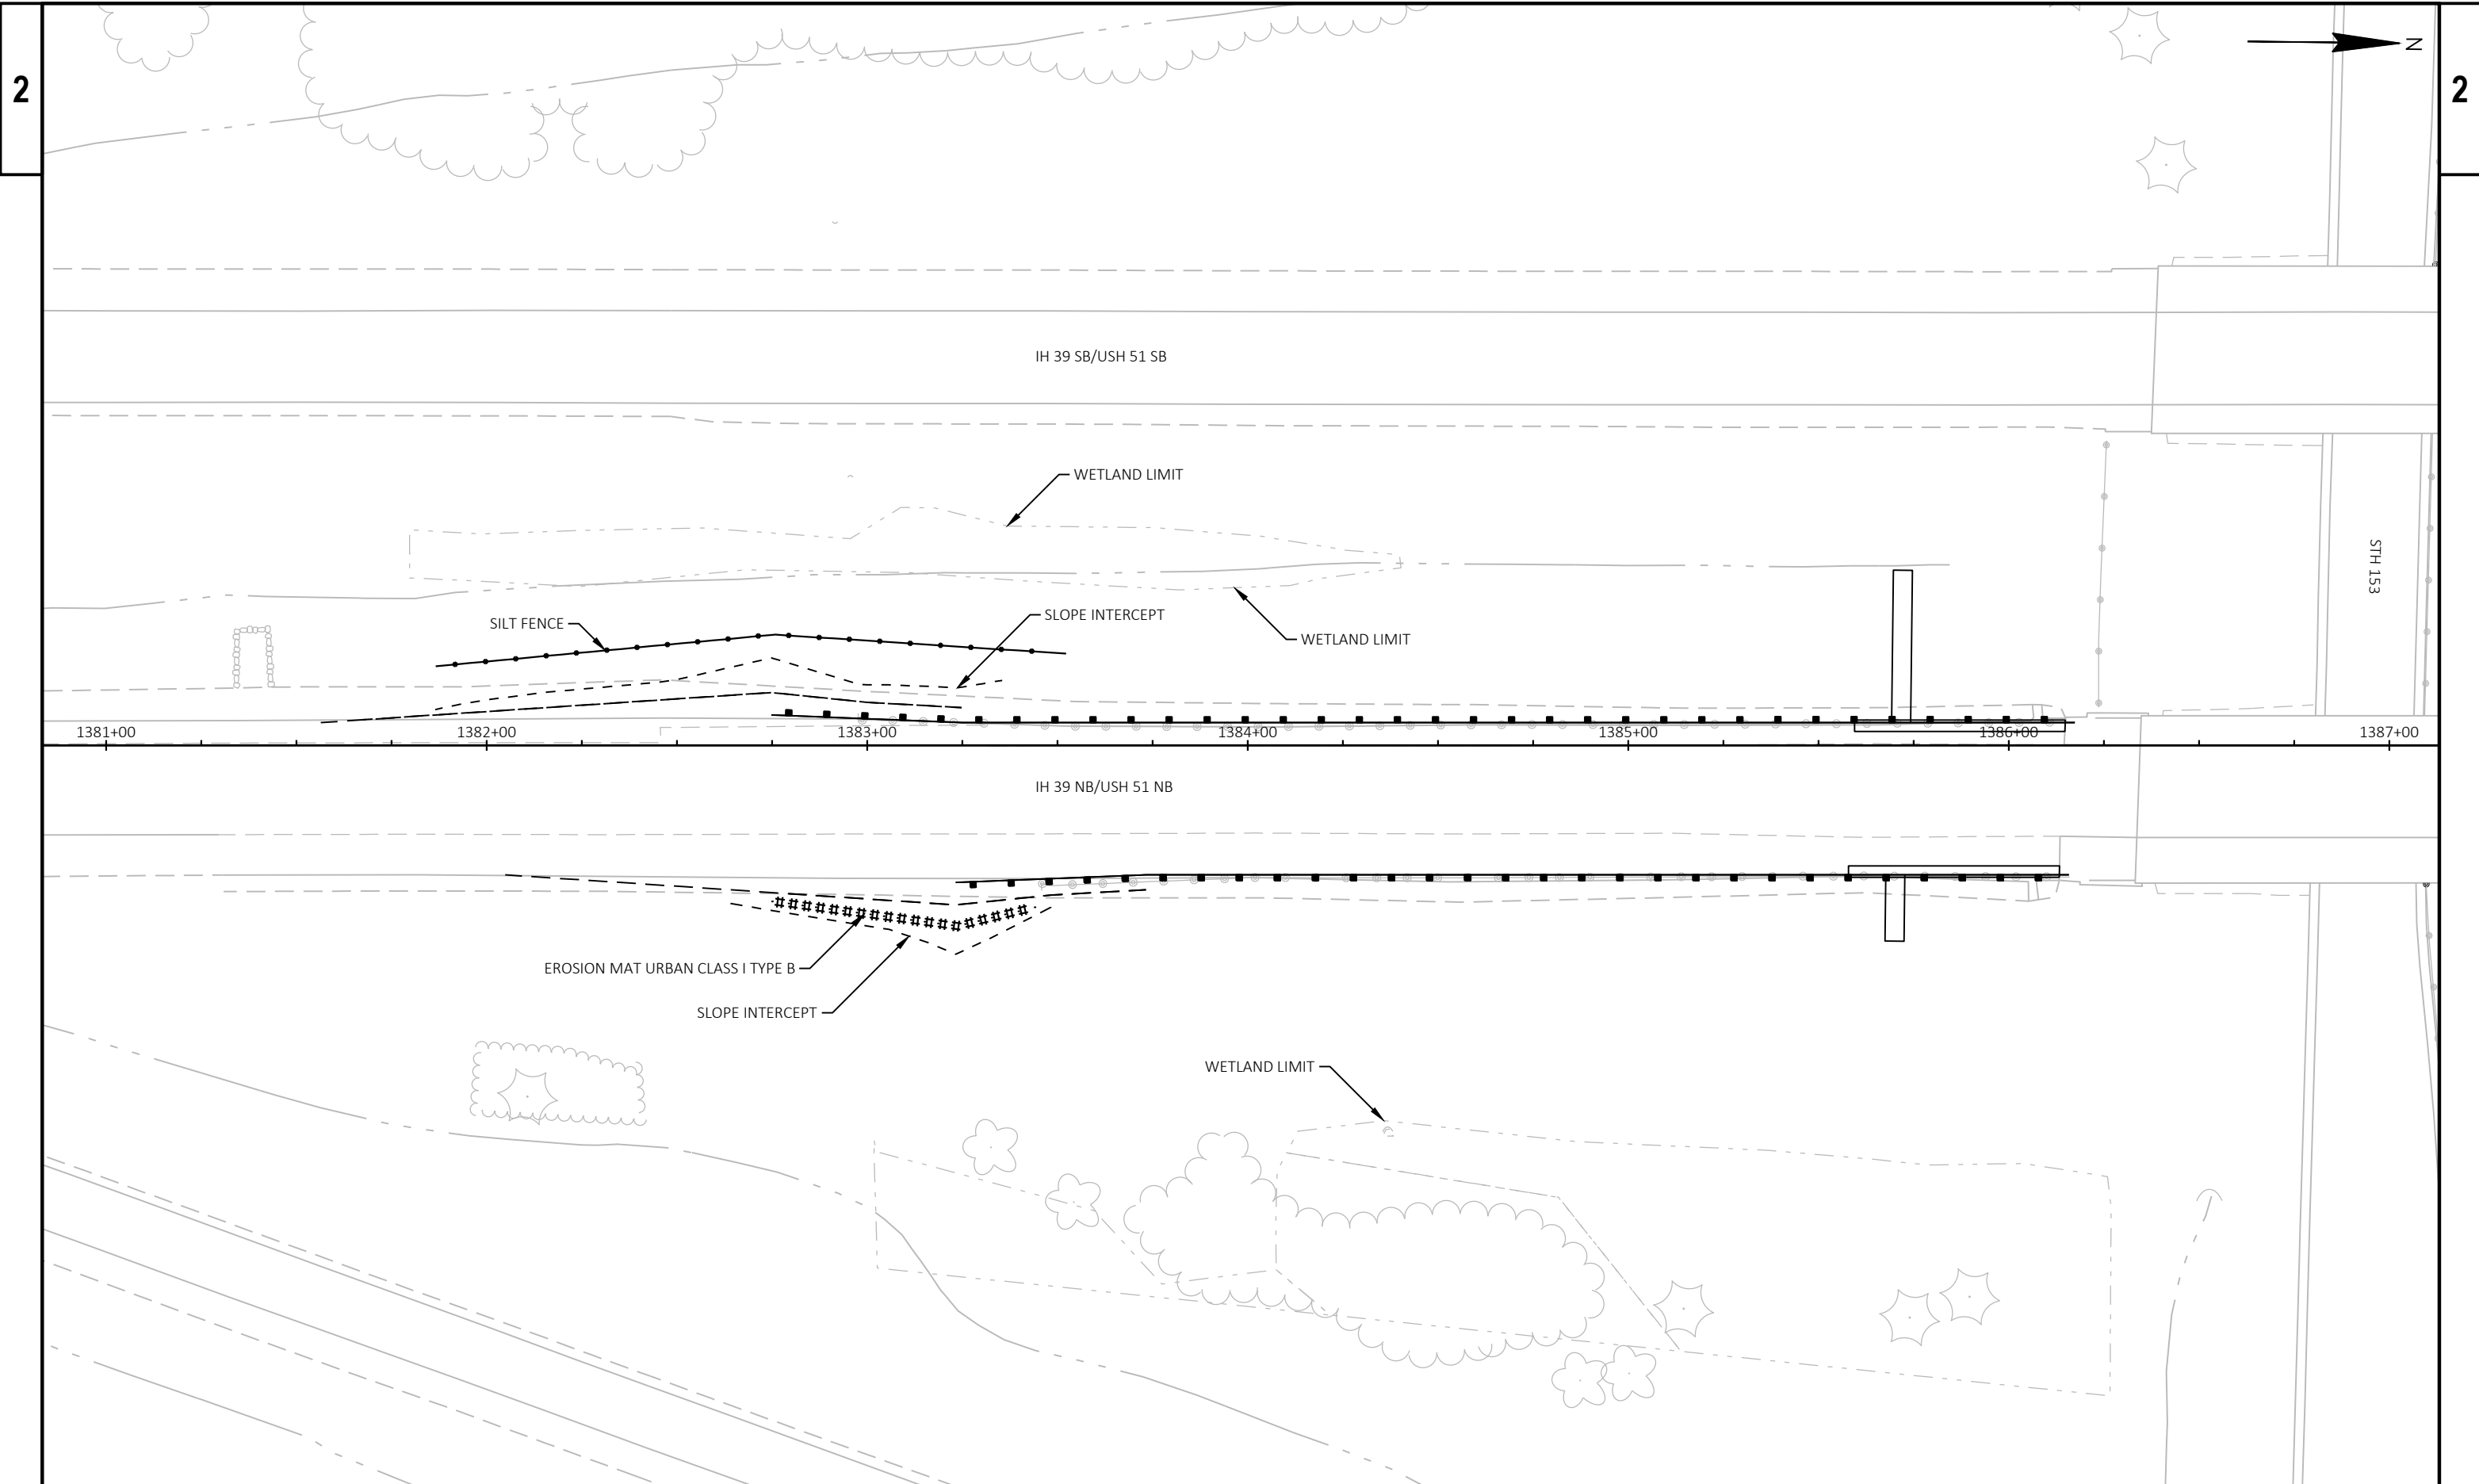 2
2
N
IH 39 SB/USH 51 SB
WETLAND LIMIT
STH 153
SLOPE INTERCEPT
SILT FENCE
WETLAND LIMIT
1381+00
1382+00
1383+00
1384+00
1385+00
1386+00
1387+00
IH 39 NB/USH 51 NB
EROSION MAT URBAN CLASS I TYPE B
SLOPE INTERCEPT
WETLAND LIMIT